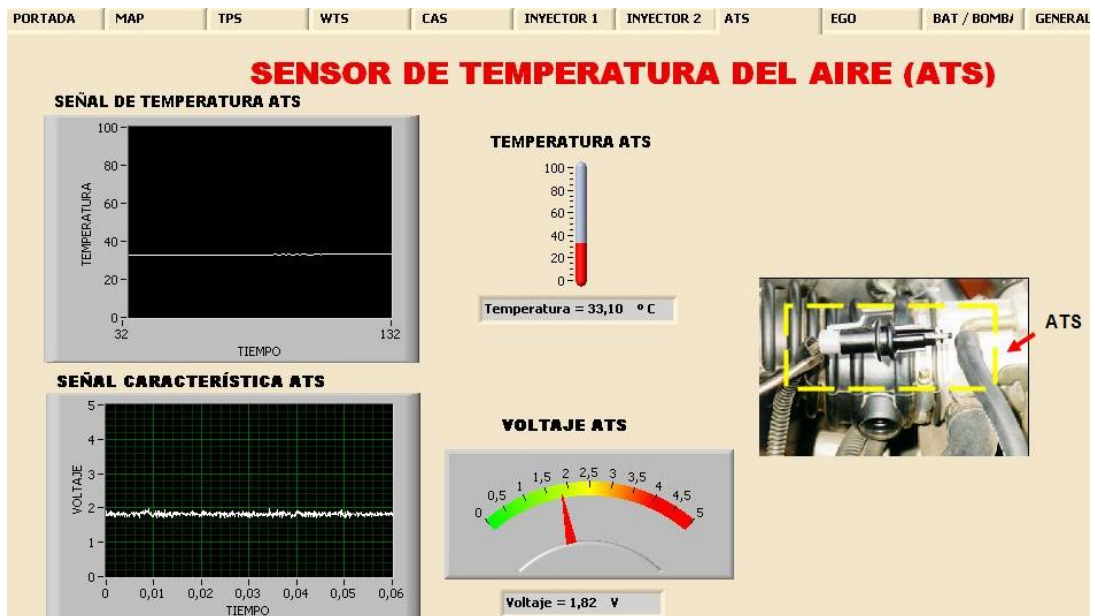 PORTADA MAP TPS WTS CAS INYECTOR 1 INYECTOR 2 ATS EGO BAT / BOMB GENERAL
SENSOR DE TEMPERATURA DEL AIRE (ATS)
SEÑAL DE TEMPERATURA ATS
100
80
60
40
20
0
TEMPERATURA
32 132
TIEMPO
TEMPERATURA ATS
100
80
60
40
20
0
Temperatura = 33,10 º C
ATS
SEÑAL CARACTERÍSTICA ATS
5
4
3
2
1
0
VOLTAJE
0 0,01 0,02 0,03 0,04 0,05 0,06
TIEMPO
VOLTAJE ATS
0 0,5 1 1,5 2 2,5 3 3,5 4 4,5 5
Voltaje = 1,82 V